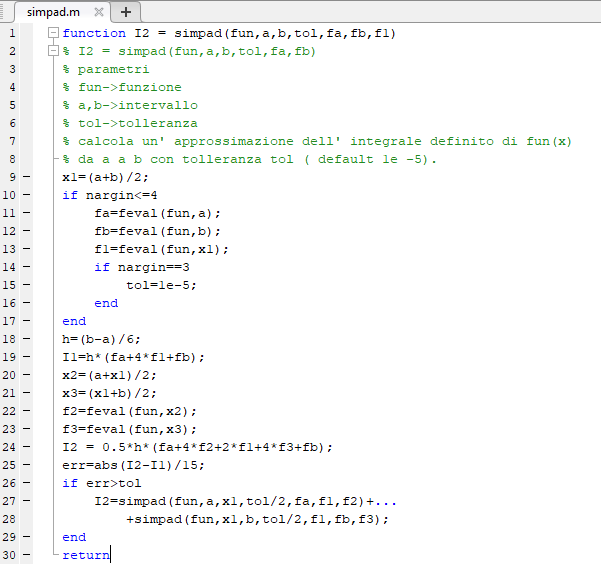 simpad.m
1 function I2 = simpad(fun,a,b,tol,fa,fb,f1)
2 % I2 = simpad(fun,a,b,tol,fa,fb)
3 % parametri
4 % fun->funzione
5 % a,b->intervallo
6 % tol->tolleranza
7 % calcola un' approssimazione dell' integrale definito di fun(x)
8 % da a a b con tolleranza tol ( default 1e -5).
9 x1=(a+b)/2;
10 if nargin<=4
11 fa=feval(fun,a);
12 fb=feval(fun,b);
13 f1=feval(fun,x1);
14 if nargin==3
15 tol=1e-5;
16 end
17 end
18 h=(b-a)/6;
19 I1=h*(fa+4*f1+fb);
20 x2=(a+x1)/2;
21 x3=(x1+b)/2;
22 f2=feval(fun,x2);
23 f3=feval(fun,x3);
24 I2 = 0.5*h*(fa+4*f2+2*f1+4*f3+fb);
25 err=abs(I2-I1)/15;
26 if err>tol
27 I2=simpad(fun,a,x1,tol/2,fa,f1,f2)+...
28 +simpad(fun,x1,b,tol/2,f1,fb,f3);
29 end
30 return